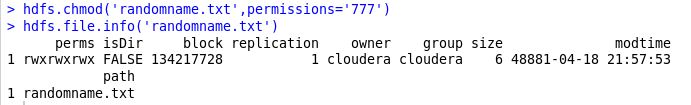 > hdfs.chmod('randomname.txt',permissions='777')
> hdfs.file.info('randomname.txt')
perms isDir block replication owner group size modtime
1 rwxrwxrwx FALSE 134217728 1 cloudera cloudera 6 48881-04-18 21:57:53
path
1 randomname.txt